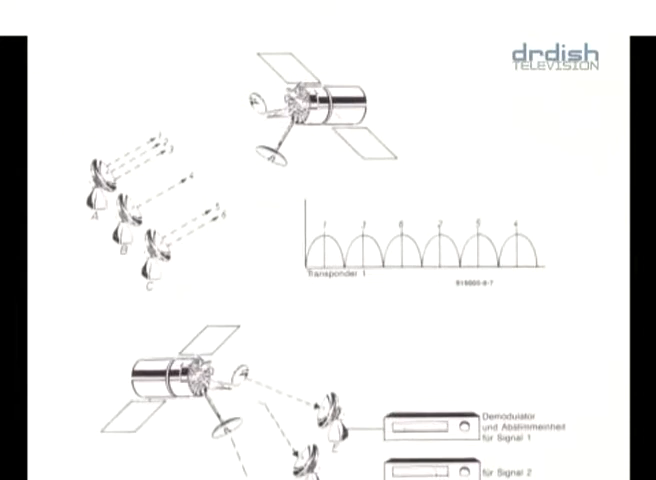 drdish
TELEVISION
1
2
3
4
5
6
A
B
C
1 3 6 2 5 4
Transponder 1
Demodulator
und Abstimmeinheit
für Signal 1
für Signal 2